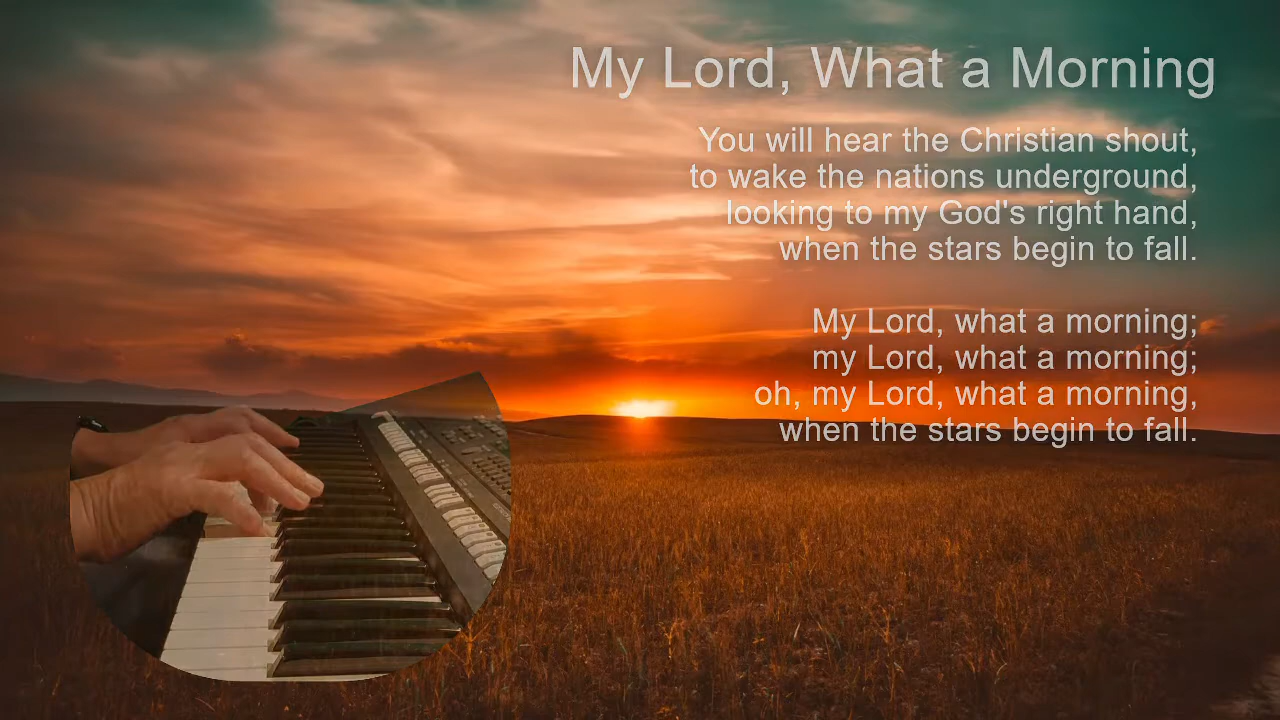 My Lord, What a Morning
You will hear the Christian shout,
to wake the nations underground,
looking to my God's right hand,
when the stars begin to fall.
My Lord, what a morning;
my Lord, what a morning;
oh, my Lord, what a morning,
when the stars begin to fall.